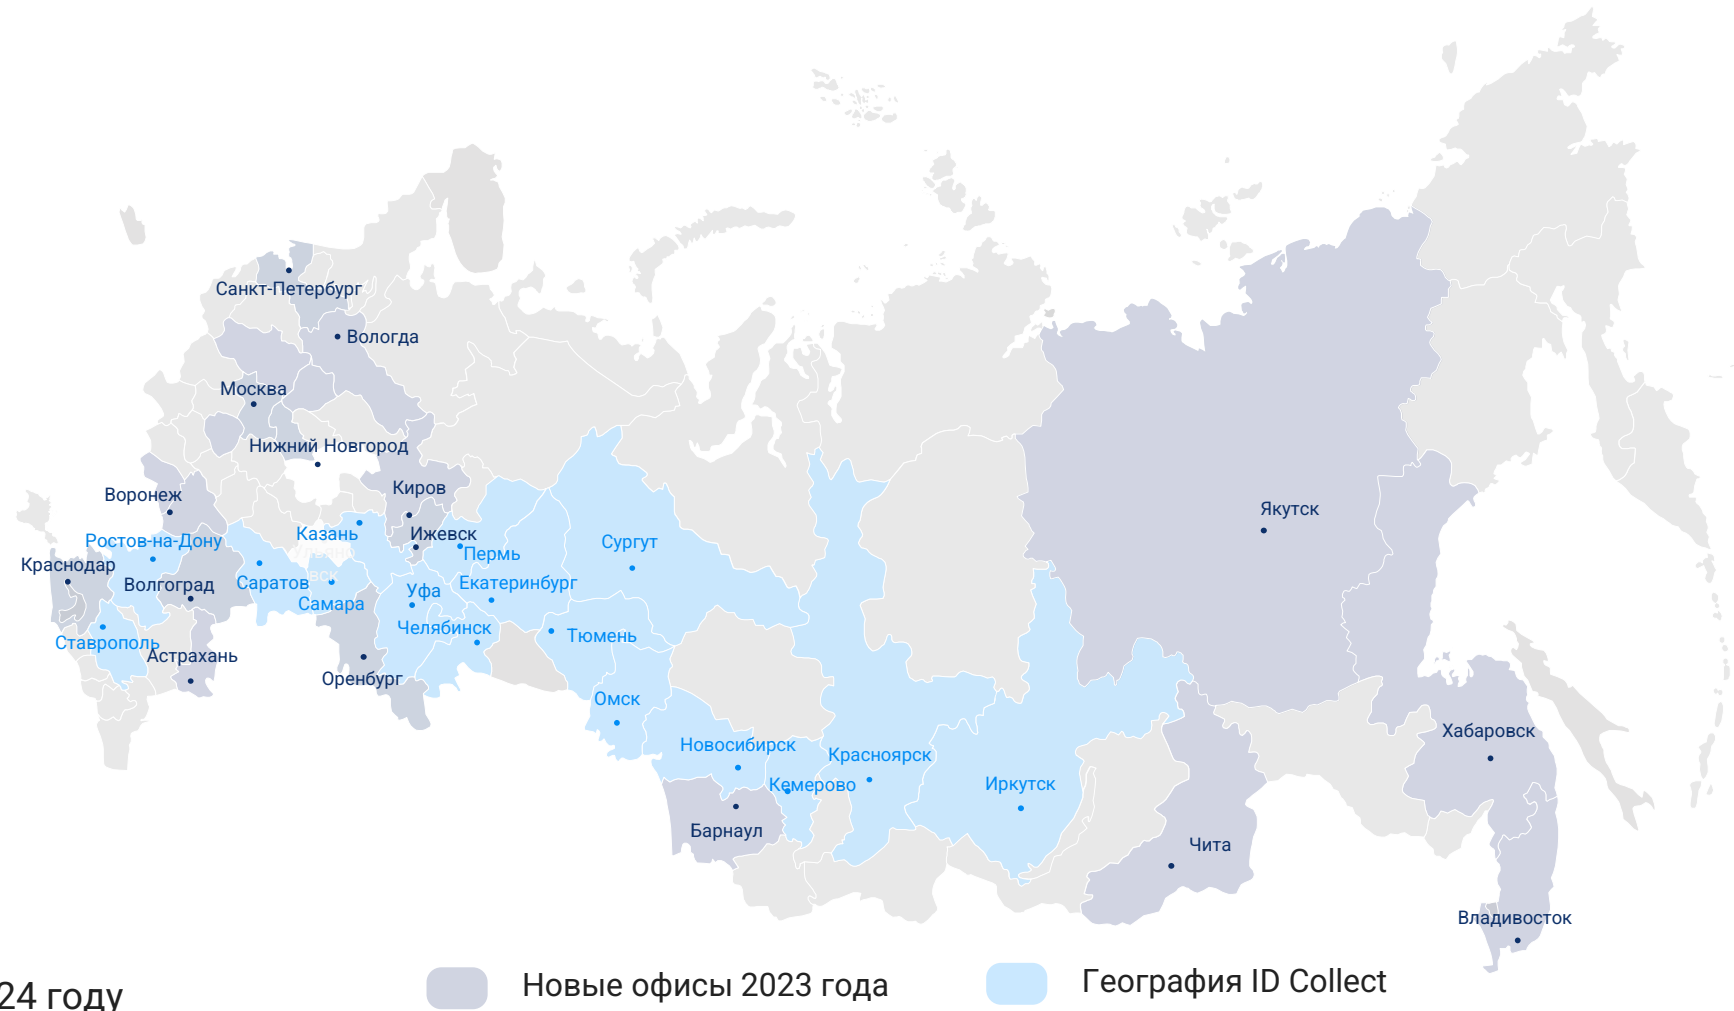 Санкт-Петербург
Вологда
Москва
Нижний Новгород
Киров
Воронеж
Якутск
Казань
Ижевск
Ростов-на-Дону
Сургут
Ульяно
вск
Пермь
Краснодар
Волгоград
Саратов
Екатеринбург
Уфа
Самара
Челябинск
Тюмень
Ставрополь
Астрахань
Оренбург
Омск
Хабаровск
Новосибирск
Красноярск
Кемерово
Иркутск
Барнаул
Чита
Владивосток
24 году
Новые офисы 2023 года
География ID Collect